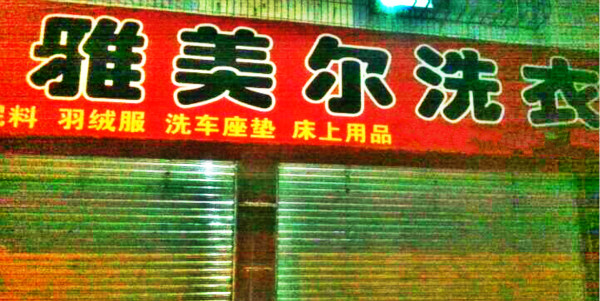 雅美尔洗衣
料 羽绒服 洗车座垫 床上用品